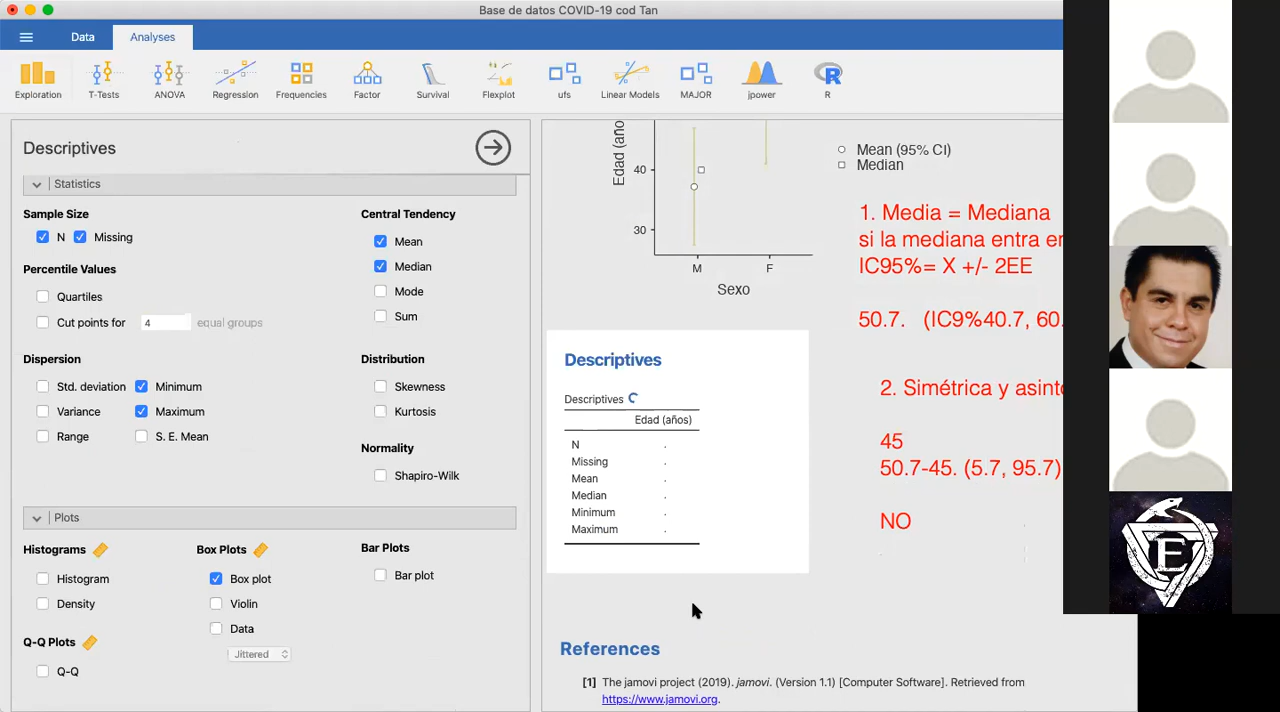 Base de datos COVID-19 cod Tan
Data
Analyses
Exploration
T-Tests
ANOVA
Regression
Frequencies
Factor
Survival
Flexplot
ufs
Linear Models
MAJOR
jpower
R
Descriptives
Statistics
Sample Size
N
Missing
Percentile Values
Quartiles
Cut points for 4 equal groups
Dispersion
Std. deviation
Minimum
Variance
Maximum
Range
S. E. Mean
Central Tendency
Mean
Median
Mode
Sum
Distribution
Skewness
Kurtosis
Normality
Shapiro-Wilk
Plots
Histograms
Histogram
Density
Q-Q Plots
Q-Q
Box Plots
Box plot
Violin
Data
Jittered
Bar Plots
Bar plot
Edad (año
40
30
M
F
Sexo
Mean (95% CI)
Median
1. Media = Mediana
si la mediana entra en
IC95%= X +/- 2EE
50.7. (IC9%40.7, 60.
2. Simétrica y asint
45
50.7-45. (5.7, 95.7)
NO
Descriptives
Descriptives
Edad (años)
N .
Missing .
Mean .
Median .
Minimum .
Maximum .
References
[1] The jamovi project (2019). jamovi. (Version 1.1) [Computer Software]. Retrieved from
https://www.jamovi.org.
E